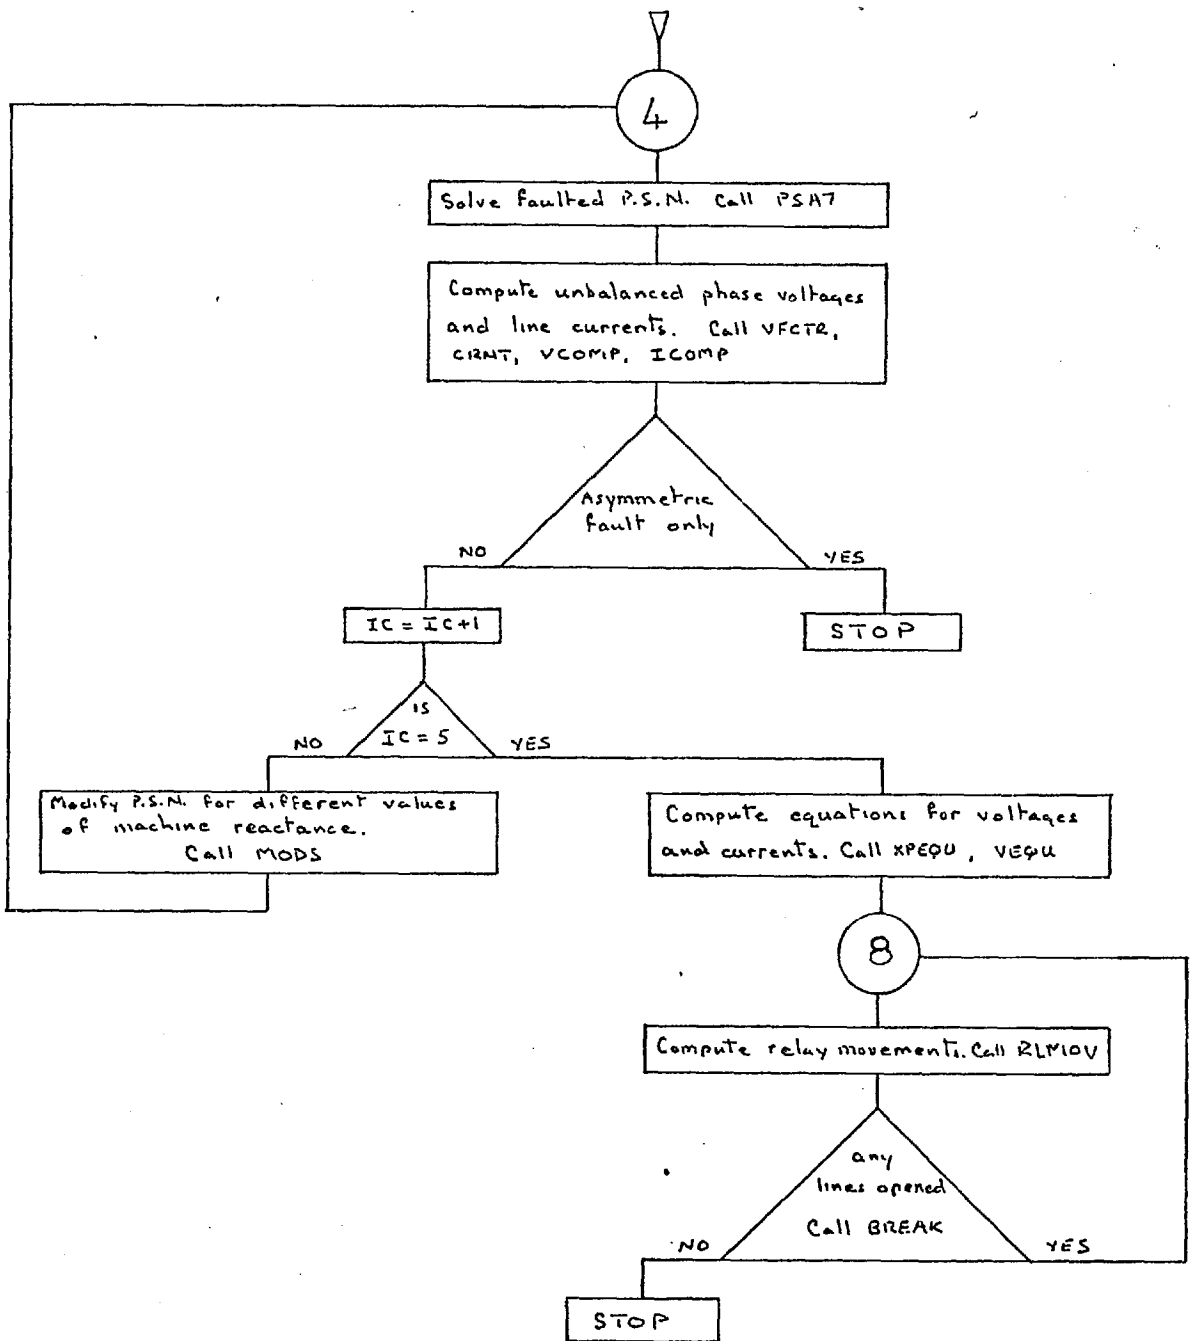 4
Solve faulted P.S.N. Call PSA7
Compute unbalanced phase voltages
and line currents. Call VFCTR,
CRNT, VCOMP, ICOMP
Asymmetric
fault only
NO
YES
IC = IC+1
STOP
is
IC = 5
NO
YES
Modify P.S.N. for different values
of machine reactance.
Call MODS
Compute equations for voltages
and currents. Call XPEQU, VEQU
8
Compute relay movements. Call RLMOV
any
lines opened
Call BREAK
NO
YES
STOP